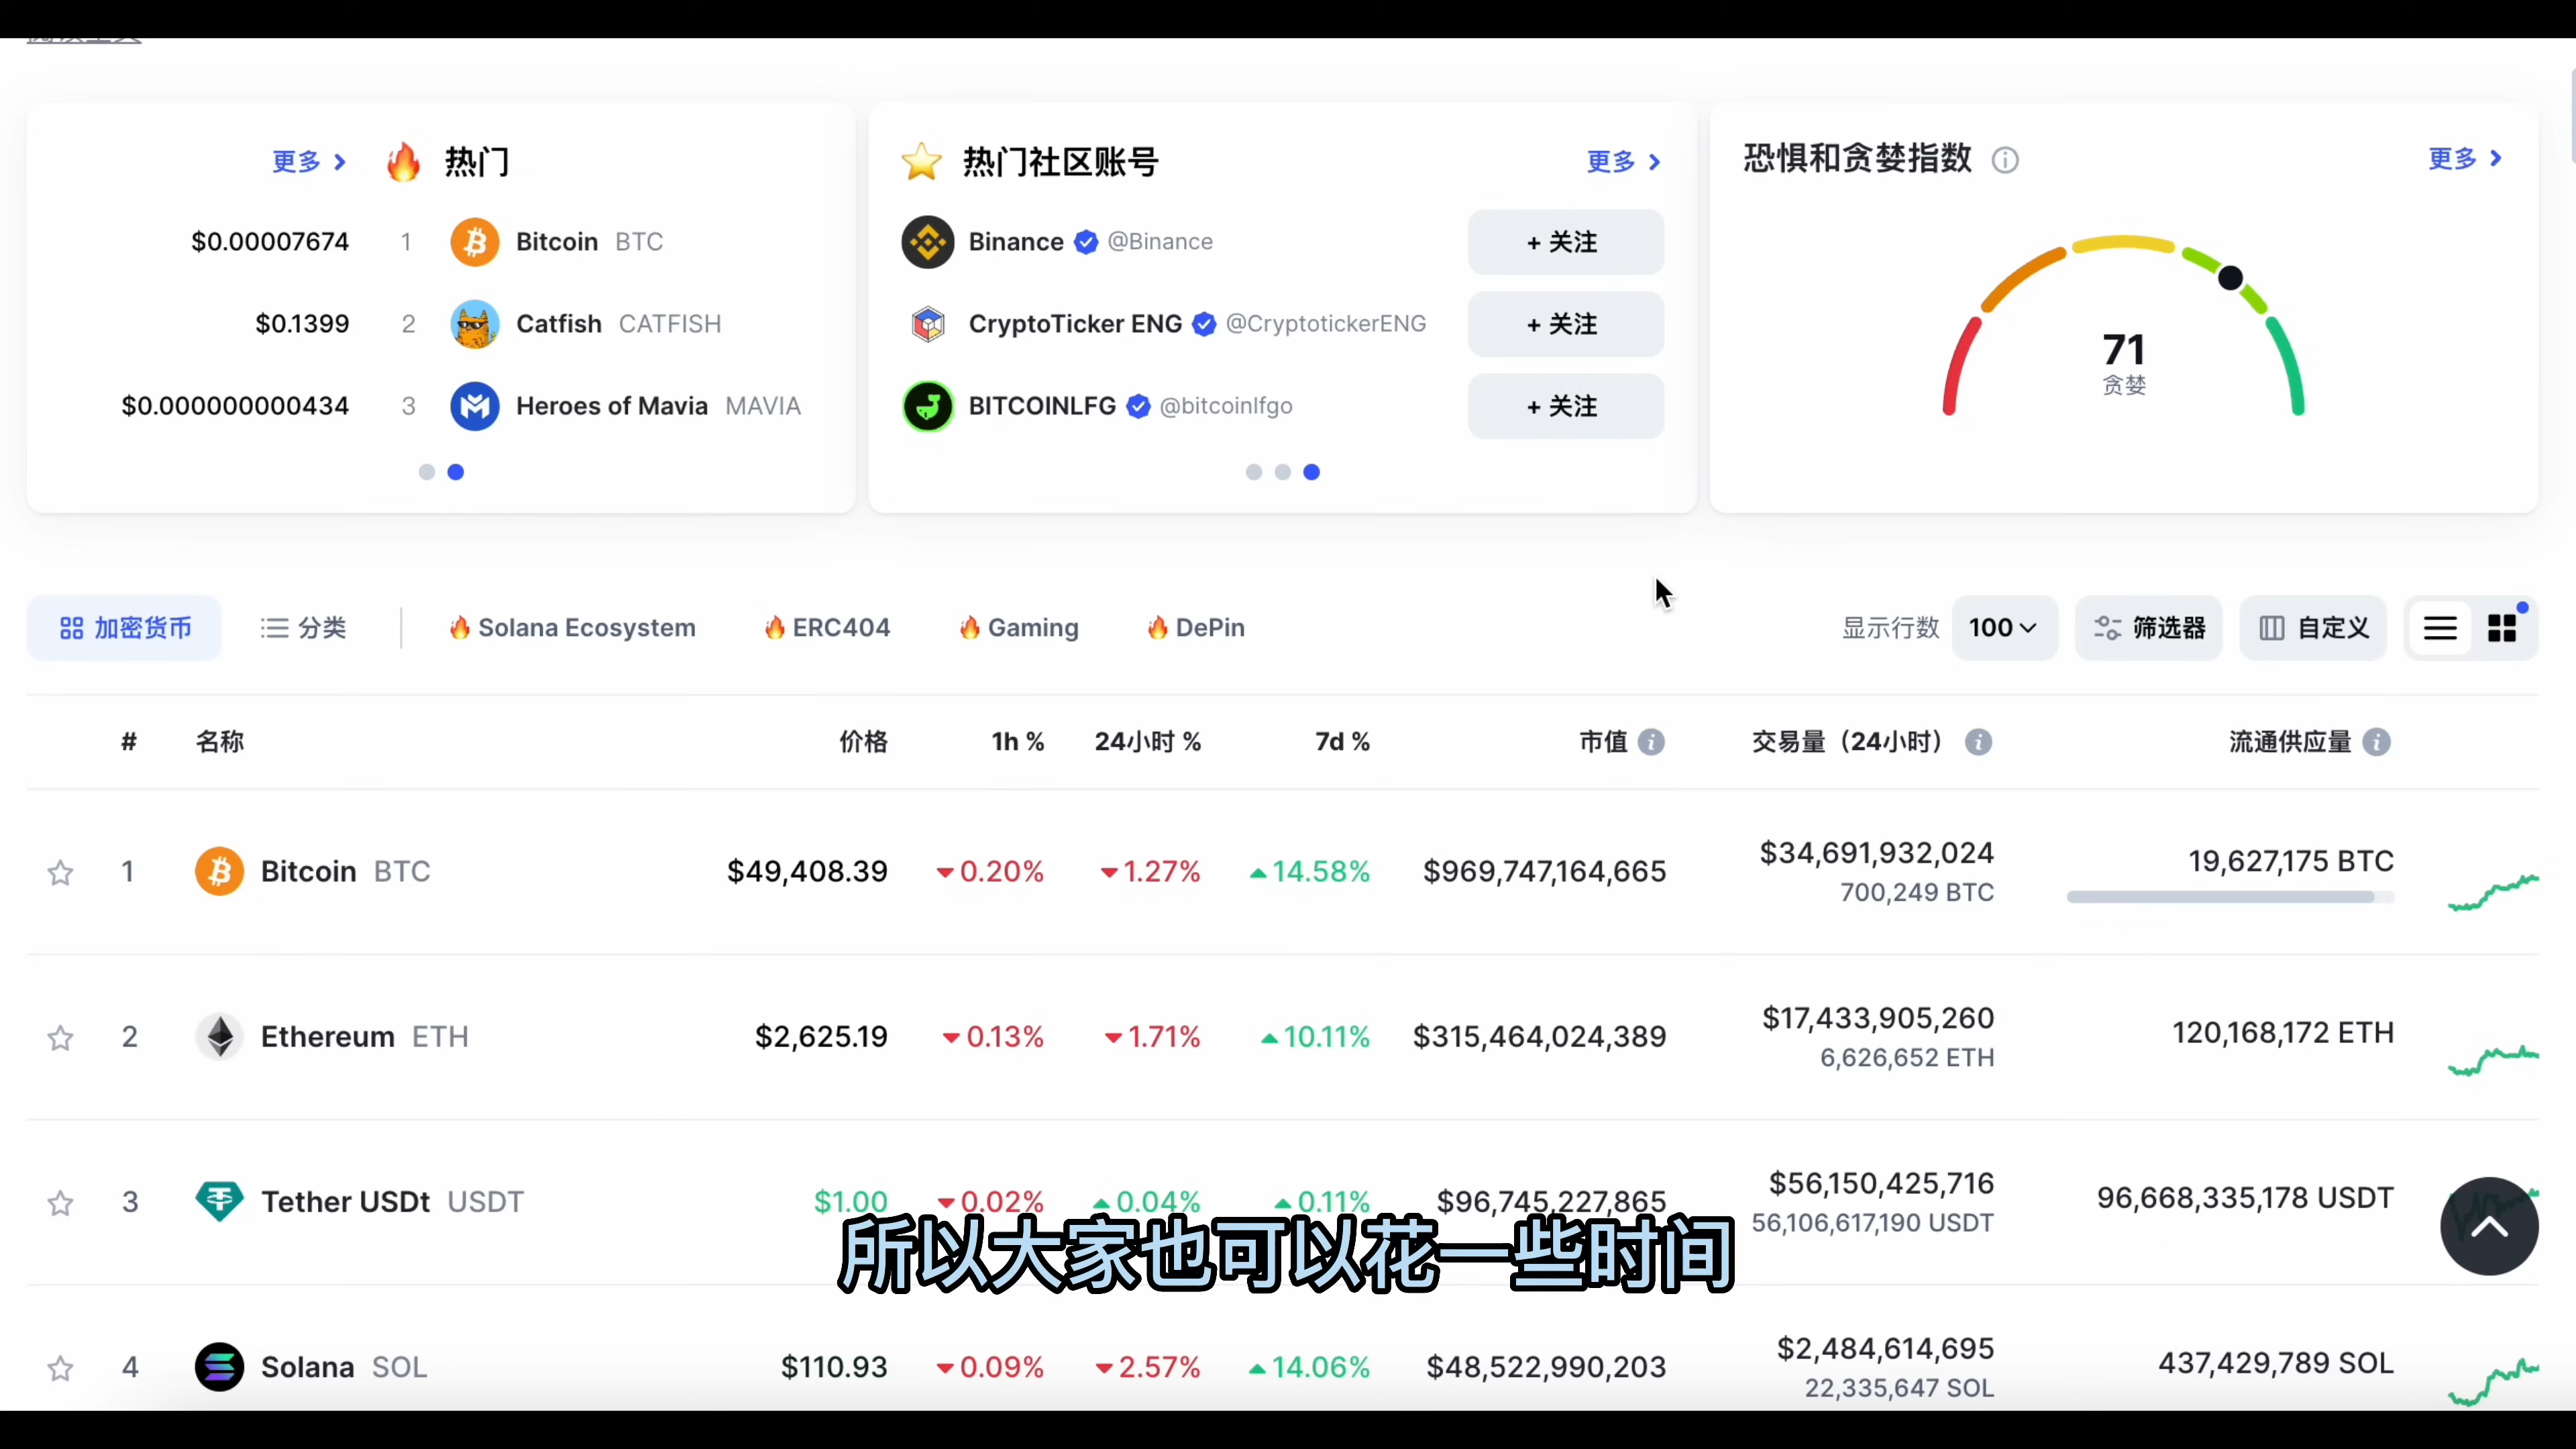 更多 🔥 热门
$0.00007674 1 Bitcoin BTC
$0.1399 2 Catfish CATFISH
$0.000000000434 3 Heroes of Mavia MAVIA
热门社区账号 更多
Binance @Binance + 关注
CryptoTicker ENG @CryptotickerENG + 关注
BITCOINLFG @bitcoinlfgo + 关注
恐惧和贪婪指数 更多
71
贪婪
加密货币 分类 Solana Ecosystem ERC404 Gaming DePin 显示行数 100 筛选器 自定义
# 名称 价格 1h % 24小时 % 7d % 市值 交易量（24小时） 流通供应量
1 Bitcoin BTC $49,408.39 0.20% 1.27% 14.58% $969,747,164,665 $34,691,932,024 19,627,175 BTC
700,249 BTC
2 Ethereum ETH $2,625.19 0.13% 1.71% 10.11% $315,464,024,389 $17,433,905,260 120,168,172 ETH
6,626,652 ETH
3 Tether USDt USDT $1.00 0.02% 0.04% 0.11% $96,745,227,865 $56,150,425,716 96,668,335,178 USDT
56,106,617,190 USDT
所以大家也可以花一些时间
4 Solana SOL $110.93 0.09% 2.57% 14.06% $48,522,990,203 $2,484,614,695 437,429,789 SOL
22,335,647 SOL